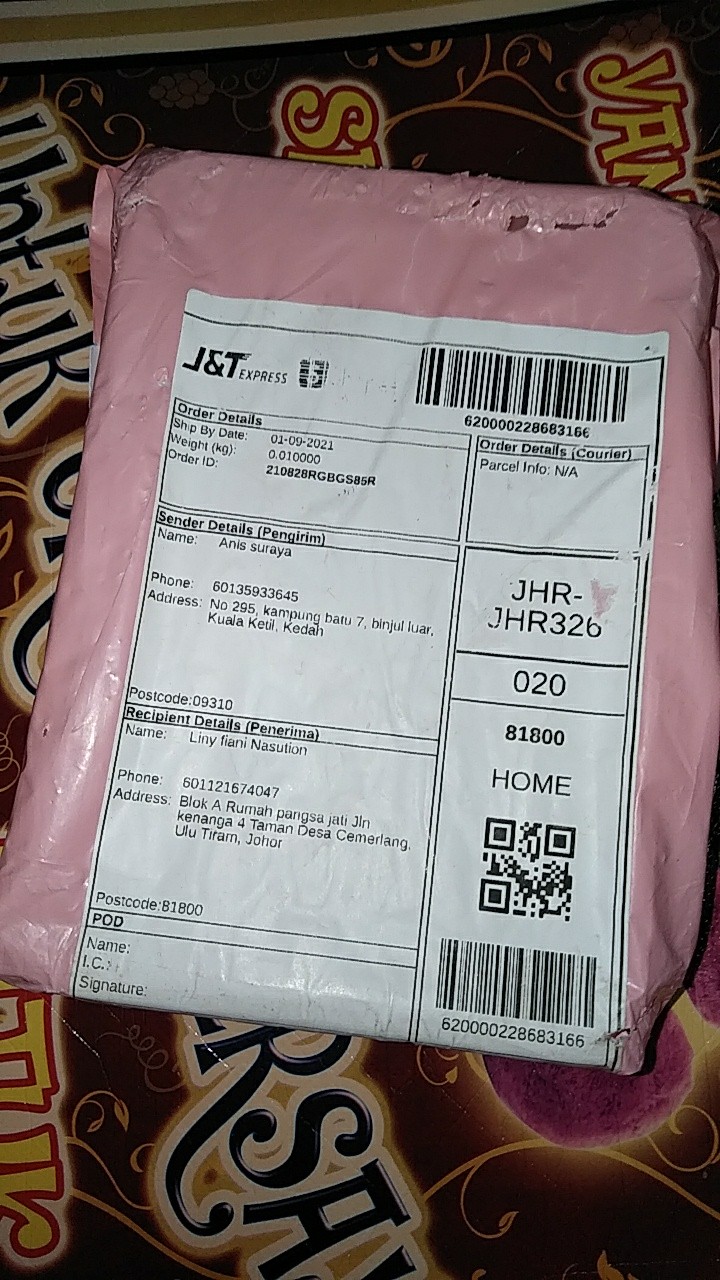 J&T EXPRESS
620000228683166
Order Details
Ship By Date: 01-09-2021
Weight (kg): 0.010000
Order ID: 210828RGBGS85R
Order Details (Courier)
Parcel Info: N/A
Sender Details (Pengirim)
Name: Anis suraya
Phone: 60135933645
Address: No 295, kampung batu 7, binjul luar,
Kuala Ketil, Kedah
Postcode:09310
JHR-
JHR326
020
81800
HOME
Recipient Details (Penerima)
Name: Liny fiani Nasution
Phone: 601121674047
Address: Blok A Rumah pangsa jati Jln
kenanga 4 Taman Desa Cemerlang,
Ulu Tiram, Johor
Postcode:81800
POD
Name:
I.C.:
Signature:
620000228683166
Untuk